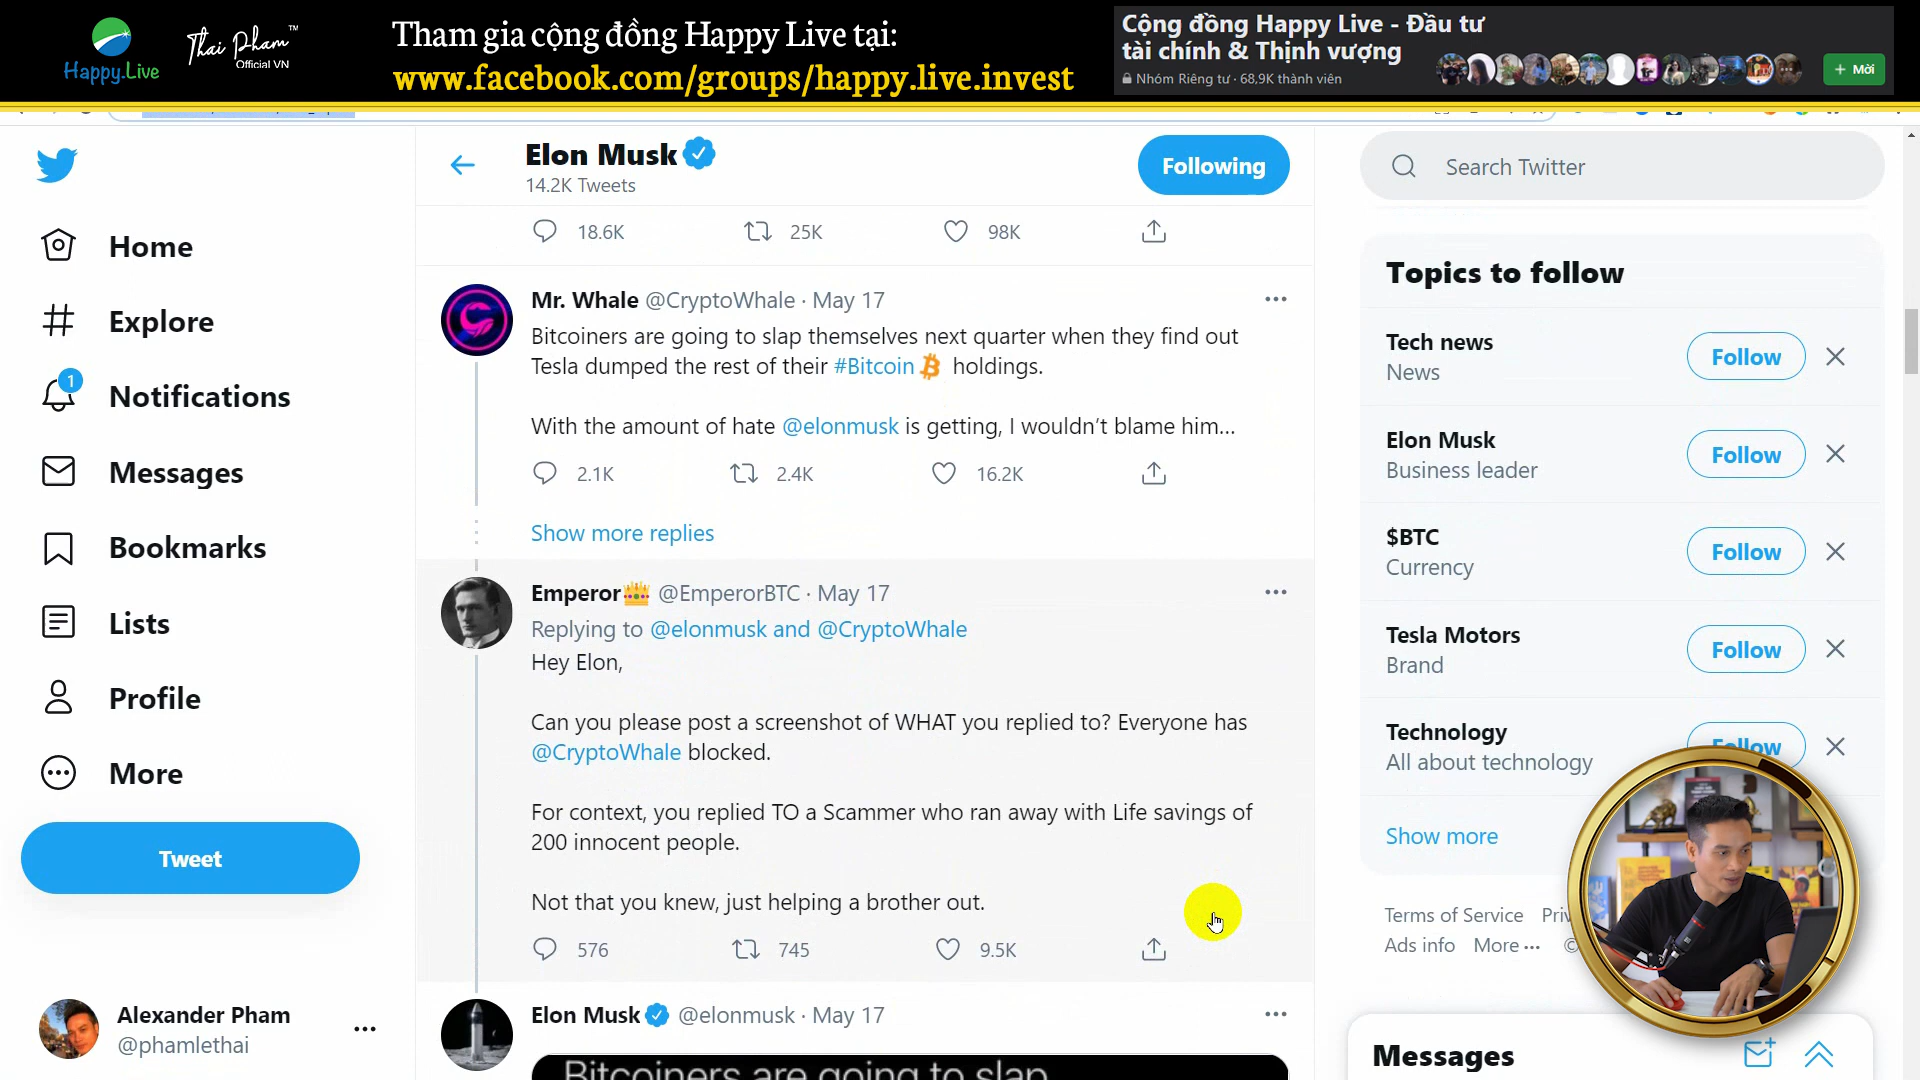 Happy.Live
Thai Pham™
Official VN
Tham gia cộng đồng Happy Live tại:
www.facebook.com/groups/happy.live.invest
Cộng đồng Happy Live - Đầu tư
tài chính & Thịnh vượng
Nhóm Riêng tư · 68,9K thành viên
+ Mời
Home
Explore
1
Notifications
Messages
Bookmarks
Lists
Profile
More
Tweet
Alexander Pham
@phamlethai
Elon Musk
14.2K Tweets
Following
18.6K 25K 98K
Mr. Whale @CryptoWhale · May 17
Bitcoiners are going to slap themselves next quarter when they find out
Tesla dumped the rest of their #Bitcoin holdings.
With the amount of hate @elonmusk is getting, I wouldn’t blame him...
2.1K 2.4K 16.2K
Show more replies
Emperor👑 @EmperorBTC · May 17
Replying to @elonmusk and @CryptoWhale
Hey Elon,
Can you please post a screenshot of WHAT you replied to? Everyone has
@CryptoWhale blocked.
For context, you replied TO a Scammer who ran away with Life savings of
200 innocent people.
Not that you knew, just helping a brother out.
576 745 9.5K
Elon Musk @elonmusk · May 17
Bitcoiners are going to slap
Search Twitter
Topics to follow
Tech news
News
Follow
Elon Musk
Business leader
Follow
$BTC
Currency
Follow
Tesla Motors
Brand
Follow
Technology
All about technology
Follow
Show more
Terms of Service Priv
Ads info More ··· ©
Messages